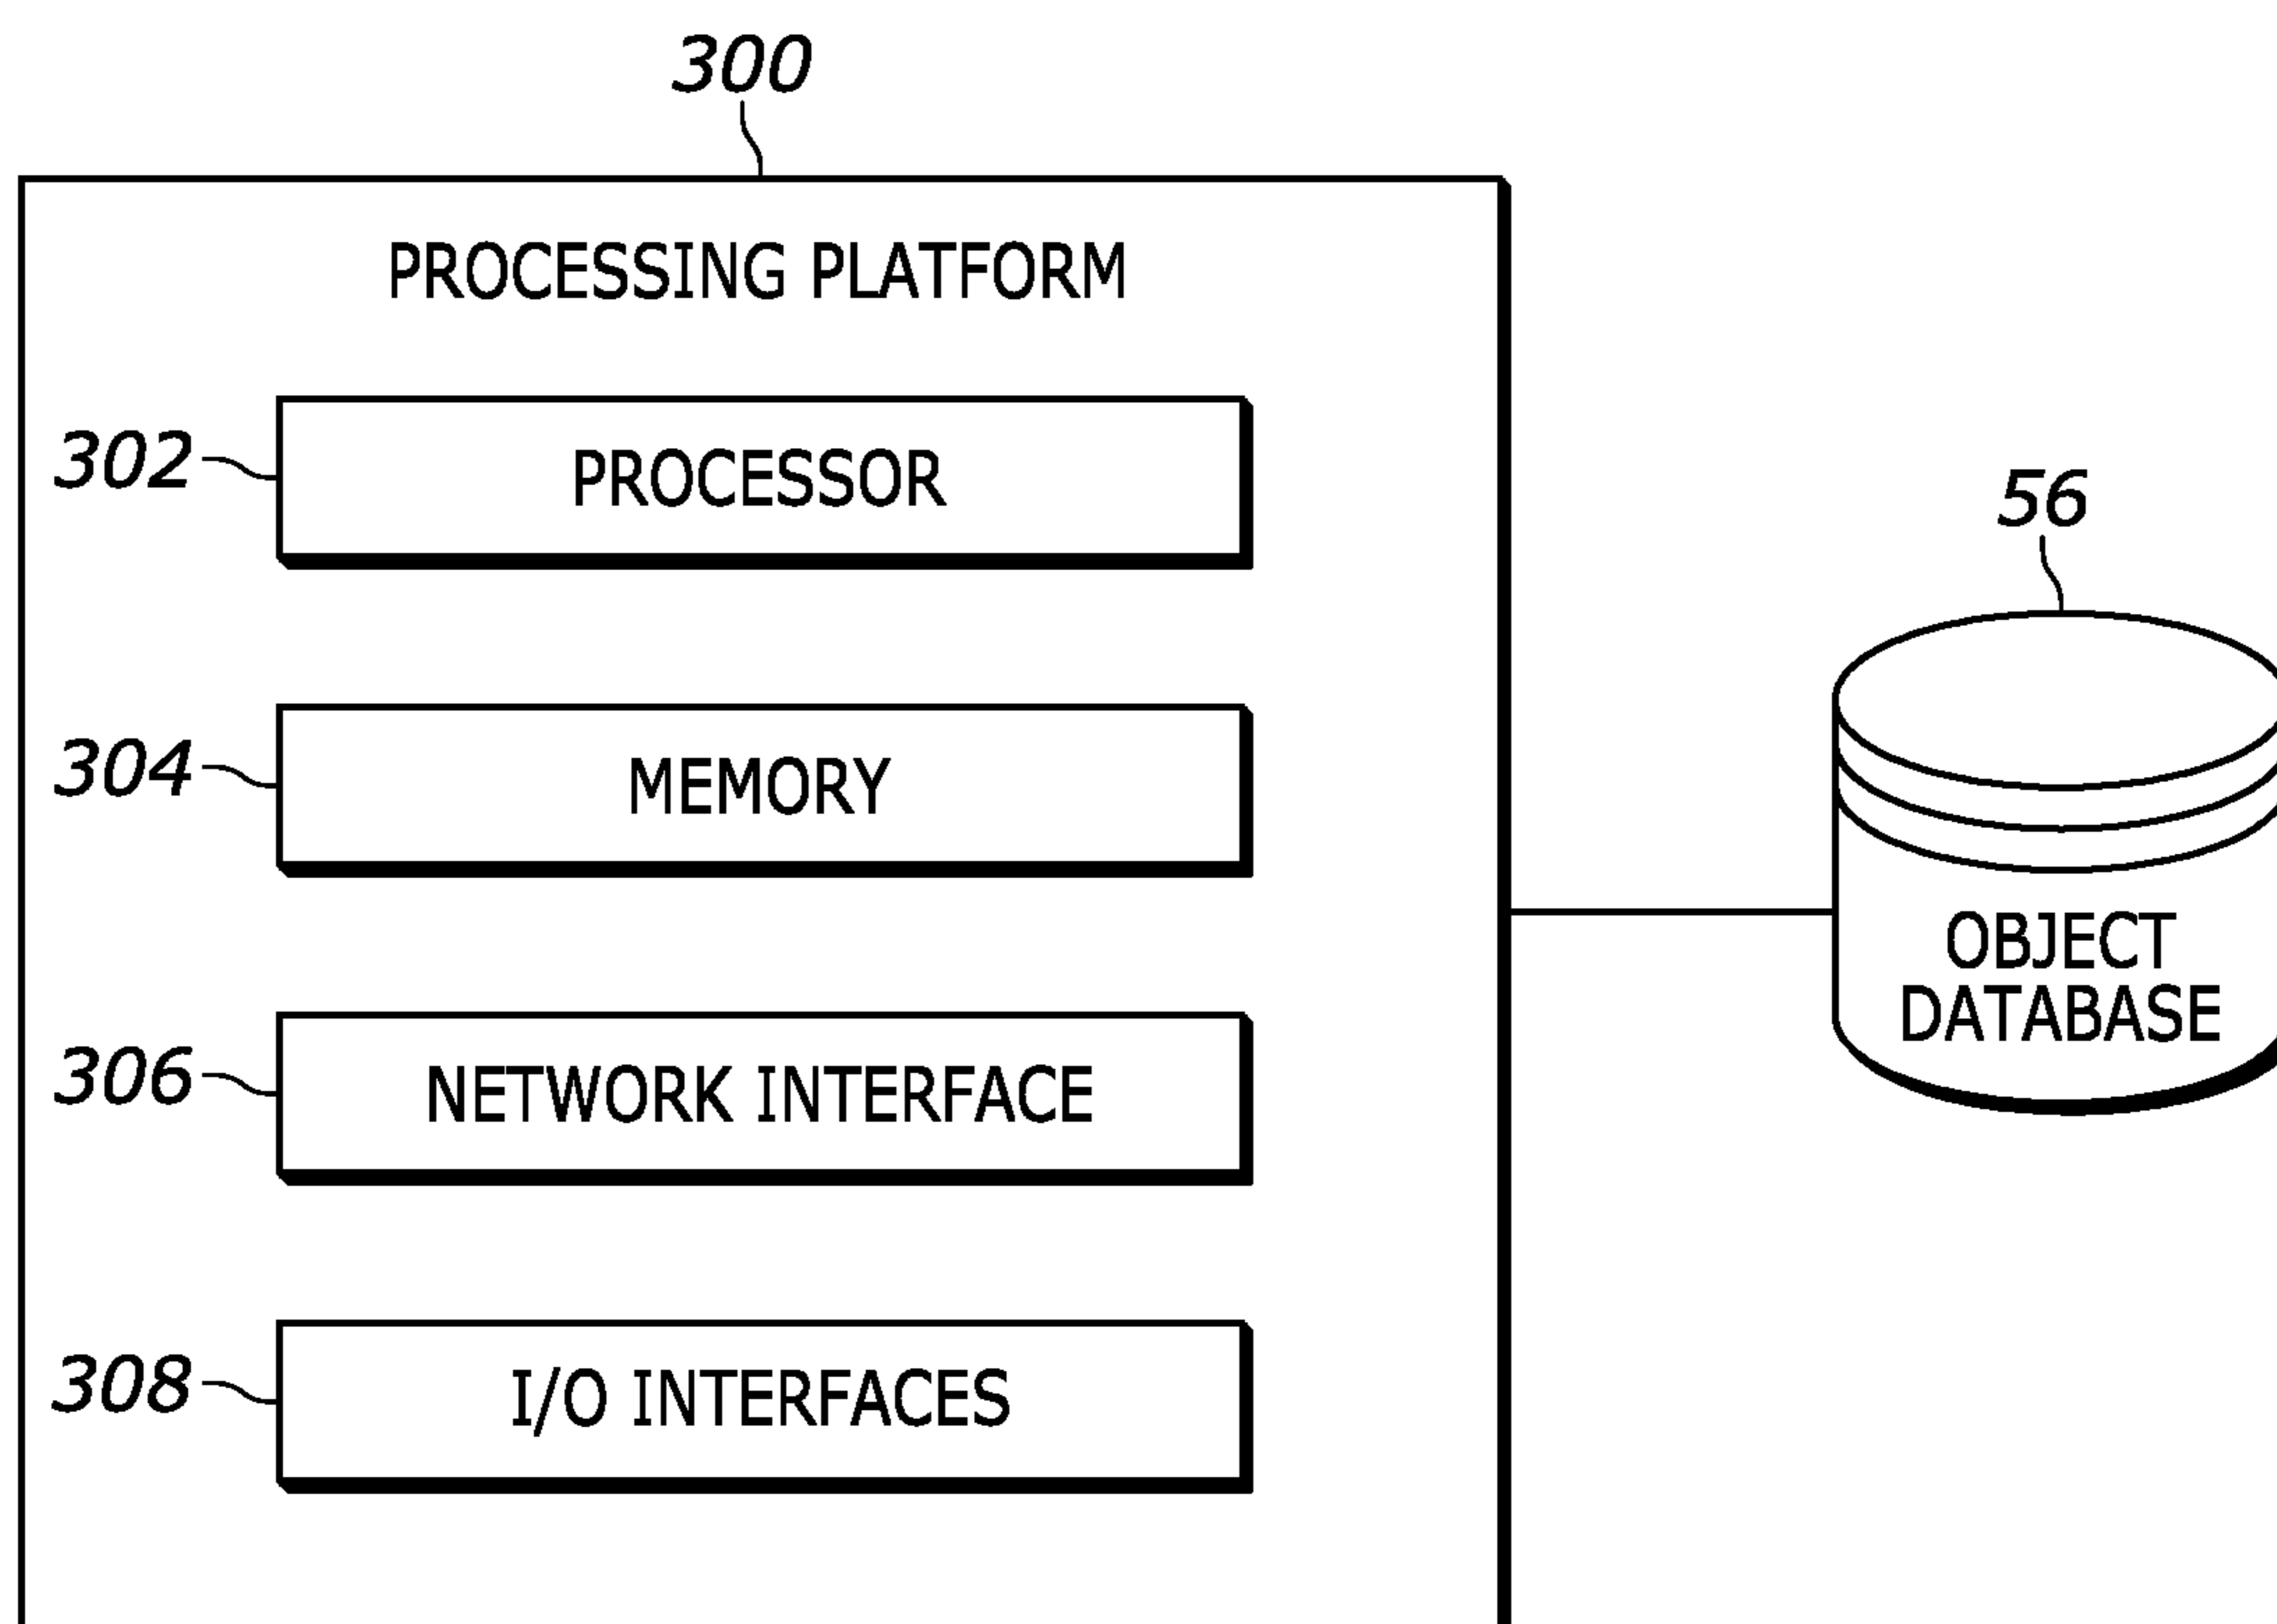 300
PROCESSING PLATFORM
302
PROCESSOR
56
304
MEMORY
OBJECT
DATABASE
306
NETWORK INTERFACE
308
I/O INTERFACES